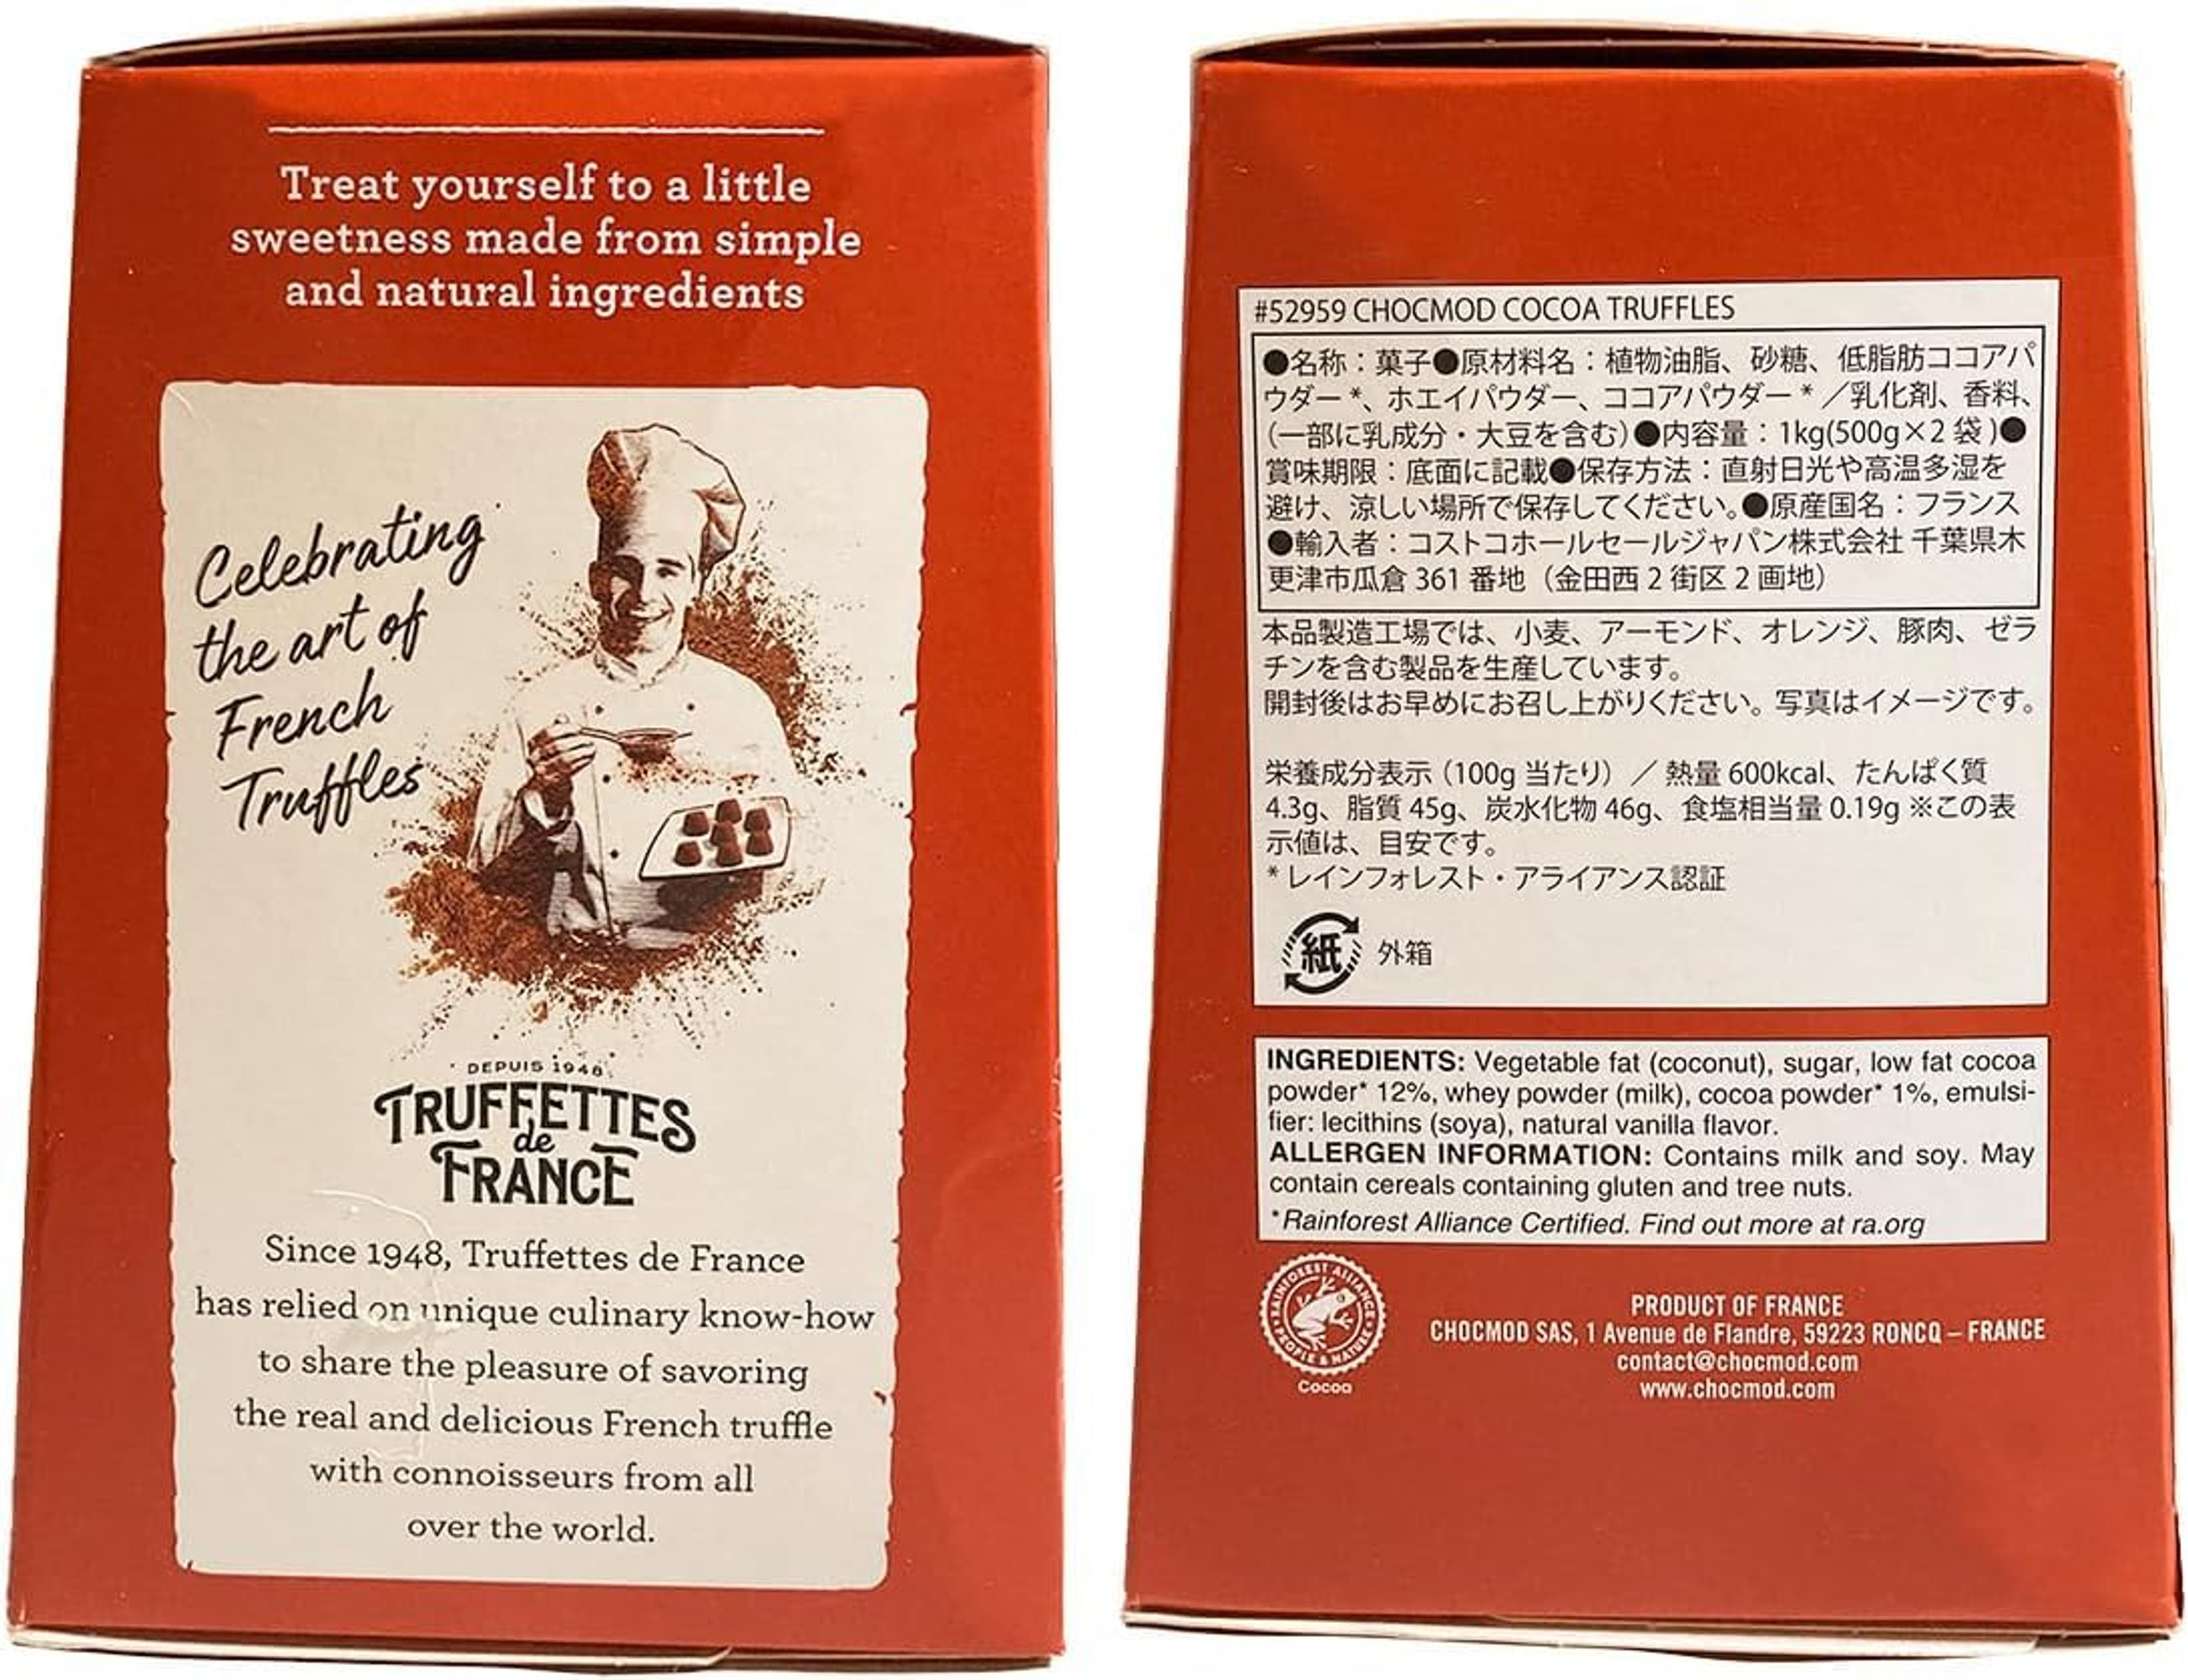 Treat yourself to a little
sweetness made from simple
and natural ingredients
Celebrating
the art of
French
Truffles
DEPUIS 1948
TRUFFETTES
de
FRANCE
Since 1948, Truffettes de France
has relied on unique culinary know-how
to share the pleasure of savoring
the real and delicious French truffle
with connoisseurs from all
over the world.
#52959 CHOCMOD COCOA TRUFFLES
●名称：菓子●原材料名：植物油脂、砂糖、低脂肪ココアパ
ウダー *、ホエイパウダー、ココアパウダー * ／乳化剤、香料、
（一部に乳成分・大豆を含む）●内容量：1kg(500g×2 袋 )●
賞味期限：底面に記載●保存方法：直射日光や高温多湿を
避け、涼しい場所で保存してください。●原産国名：フランス
●輸入者：コストコホールセールジャパン株式会社 千葉県木
更津市瓜倉 361 番地（金田西 2 街区 2 画地）
本品製造工場では、小麦、アーモンド、オレンジ、豚肉、ゼラ
チンを含む製品を生産しています。
開封後はお早めにお召し上がりください。写真はイメージです。
栄養成分表示（100g 当たり）／ 熱量 600kcal、たんぱく質
4.3g、脂質 45g、炭水化物 46g、食塩相当量 0.19g ※この表
示値は、目安です。
* レインフォレスト・アライアンス認証
紙 外箱
INGREDIENTS: Vegetable fat (coconut), sugar, low fat cocoa
powder* 12%, whey powder (milk), cocoa powder* 1%, emulsi-
fier: lecithins (soya), natural vanilla flavor.
ALLERGEN INFORMATION: Contains milk and soy. May
contain cereals containing gluten and tree nuts.
*Rainforest Alliance Certified. Find out more at ra.org
RAINFOREST ALLIANCE
PEOPLE & NATURE
Cocoa
PRODUCT OF FRANCE
CHOCMOD SAS, 1 Avenue de Flandre, 59223 RONCQ – FRANCE
contact@chocmod.com
www.chocmod.com